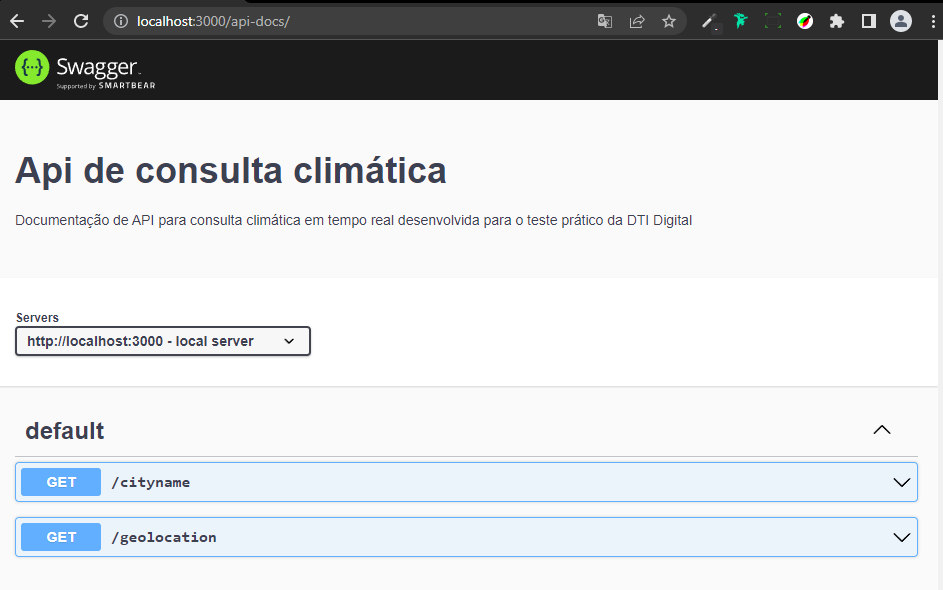 localhost:3000/api-docs/
Swagger
Supported by SMARTBEAR
Api de consulta climática
Documentação de API para consulta climática em tempo real desenvolvida para o teste prático da DTI Digital
Servers
http://localhost:3000 - local server
default
GET /cityname
GET /geolocation